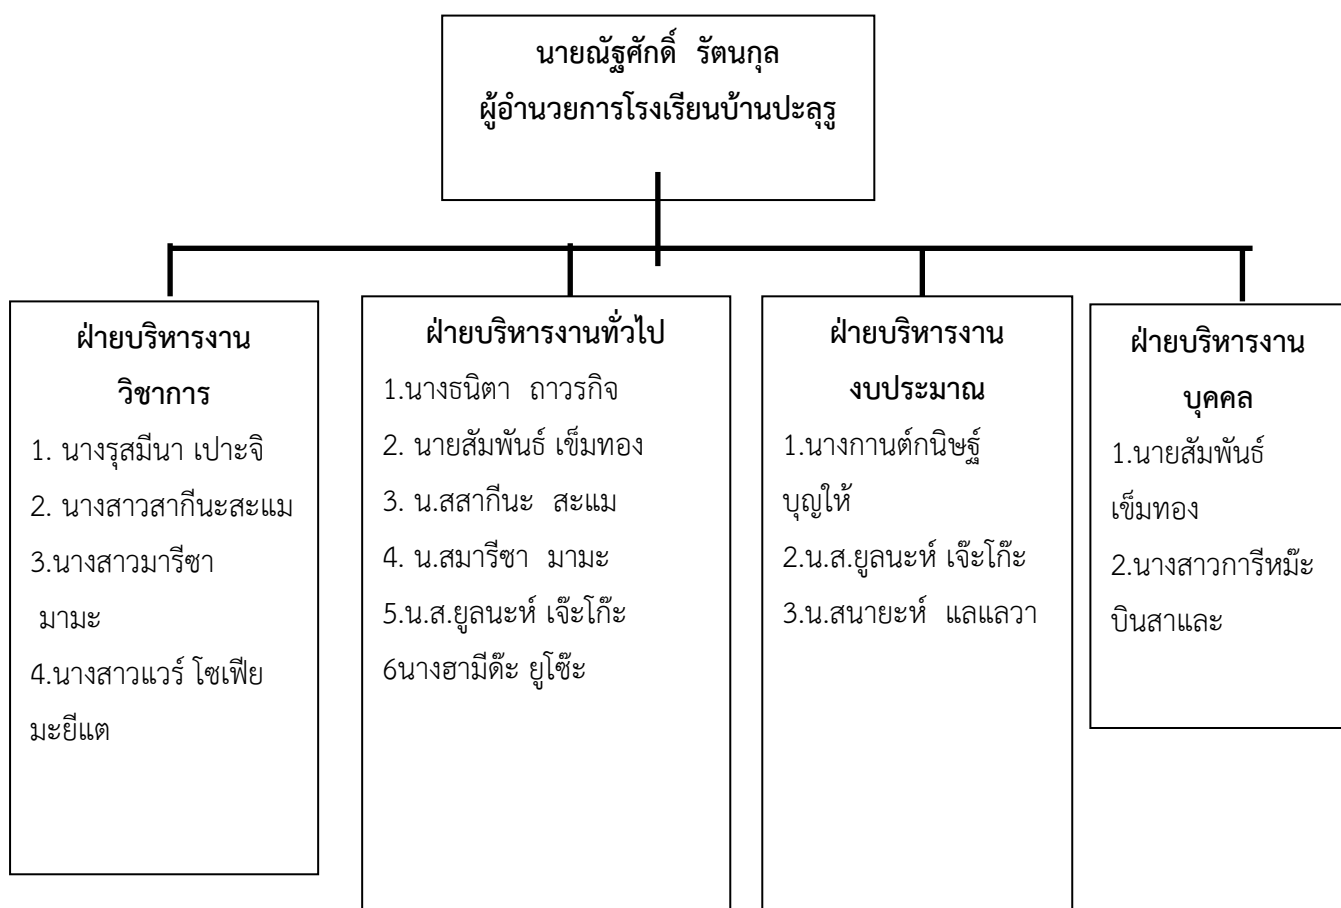 นายณัฐศักดิ์  รัตนกุล
ผู้อำนวยการโรงเรียนบ้านปะลุรู
ฝ่ายบริหารงาน
วิชาการ
1. นางรุสมีนา เปาะจิ
2. นางสาวสากีนะสะแม
3.นางสาวมารีซา
มามะ
4.นางสาวแวร์ โซเฟีย
มะยีแต
ฝ่ายบริหารงานทั่วไป
1.นางธนิตา  ถาวรกิจ
2. นายสัมพันธ์ เข็มทอง
3. น.สสากีนะ  สะแม
4. น.สมารีซา  มามะ
5.น.ส.ยูลนะห์ เจ๊ะโก๊ะ
6นางฮามีด๊ะ ยูโซ๊ะ
ฝ่ายบริหารงาน
งบประมาณ
1.นางกานต์กนิษฐ์
บุญให้
2.น.ส.ยูลนะห์ เจ๊ะโก๊ะ
3.น.สนายะห์  แลแลวา
ฝ่ายบริหารงาน
บุคคล
1.นายสัมพันธ์
เข็มทอง
2.นางสาวการีหม๊ะ
บินสาและ